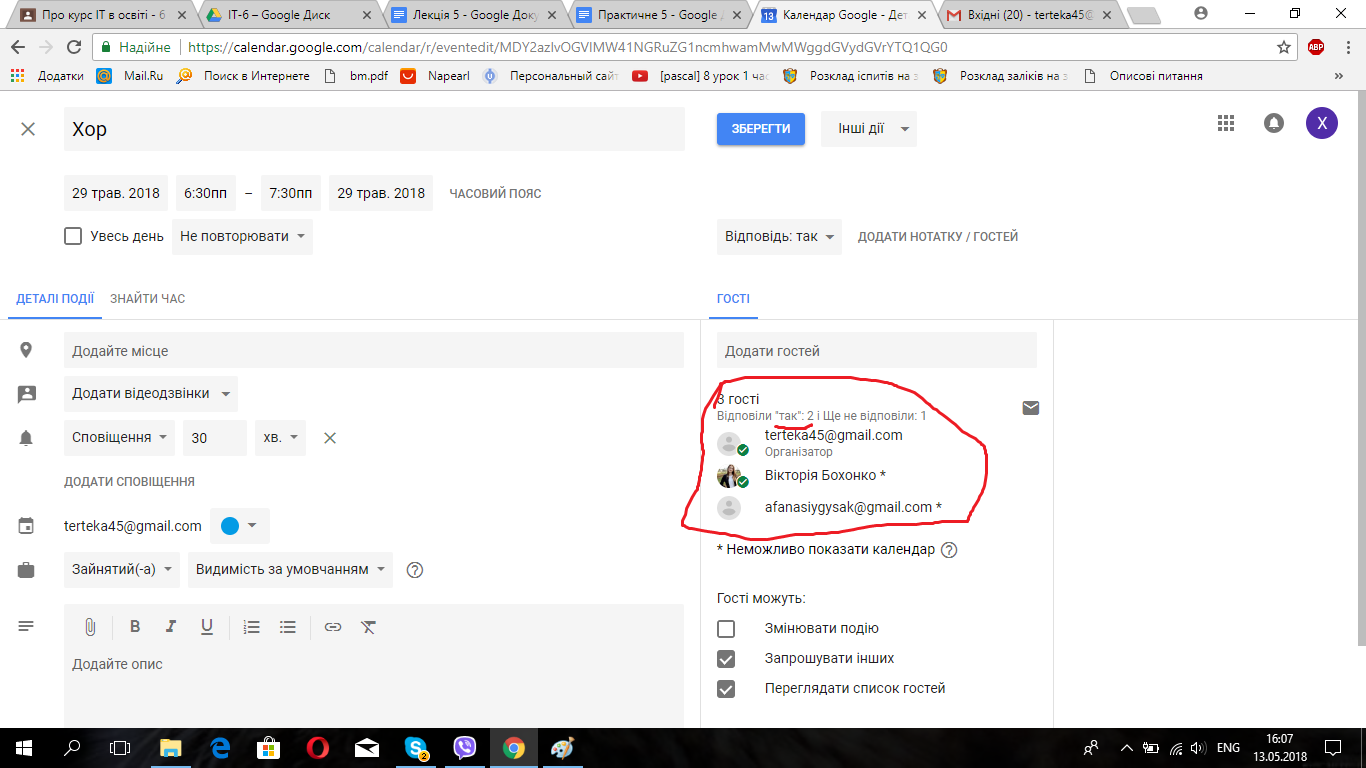 Про курс ІТ в освіті - 6
ІТ-6 – Google Диск
Лекція 5 - Google Доку
Практичне 5 - Google Д
Календар Google - Дет
Вхідні (20) - terteka45@
Надійне
https://calendar.google.com/calendar/r/eventedit/MDY2azlvOGVIMW41NGRuZG1ncmhwamMwMWggdGVydGVrYTQ1QG0
ABP
Додатки
Mail.Ru
Поиск в Интернете
bm.pdf
Napearl
Персональный сайт
[pascal] 8 урок 1 час
Розклад іспитів на з
Розклад заліків на з
Описові питання
»
Хор
ЗБЕРЕГТИ
Інші дії
X
29 трав. 2018
6:30пп
–
7:30пп
29 трав. 2018
ЧАСОВИЙ ПОЯС
Увесь день
Не повторювати
Відповідь: так
ДОДАТИ НОТАТКУ / ГОСТЕЙ
ДЕТАЛІ ПОДІЇ
ЗНАЙТИ ЧАС
ГОСТІ
Додайте місце
Додати відеодзвінки
Сповіщення
30
хв.
ДОДАТИ СПОВІЩЕННЯ
terteka45@gmail.com
Зайнятий(-а)
Видимість за умовчанням
B I U
Додайте опис
Додати гостей
3 гості
Відповіли "так": 2 і Ще не відповіли: 1
terteka45@gmail.com
Організатор
Вікторія Бохонко *
afanasiygysak@gmail.com *
* Неможливо показати календар
Гості можуть:
Змінювати подію
Запрошувати інших
Переглядати список гостей
2
ENG
16:07
13.05.2018